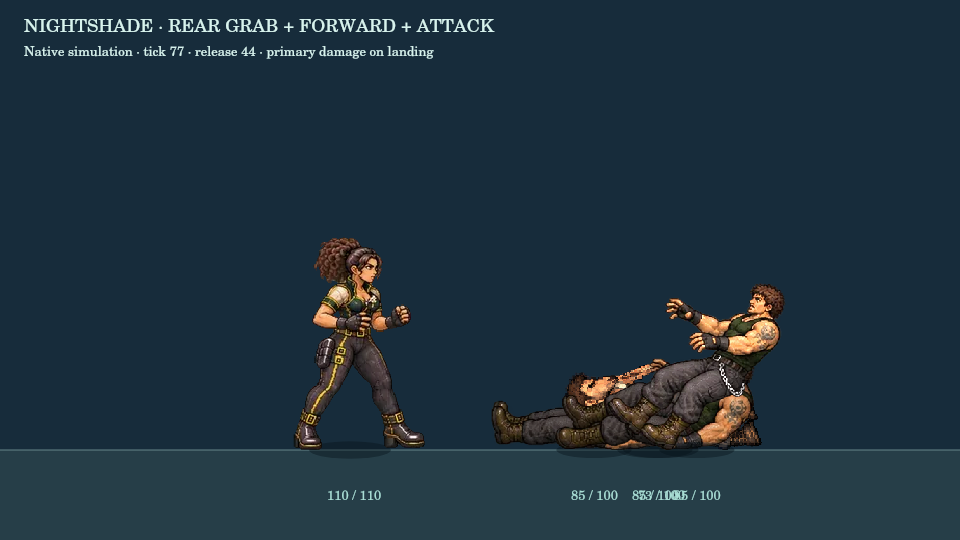 NIGHTSHADE · REAR GRAB + FORWARD + ATTACK
Native simulation · tick 77 · release 44 · primary damage on landing
110 / 110 85 / 100 / 100